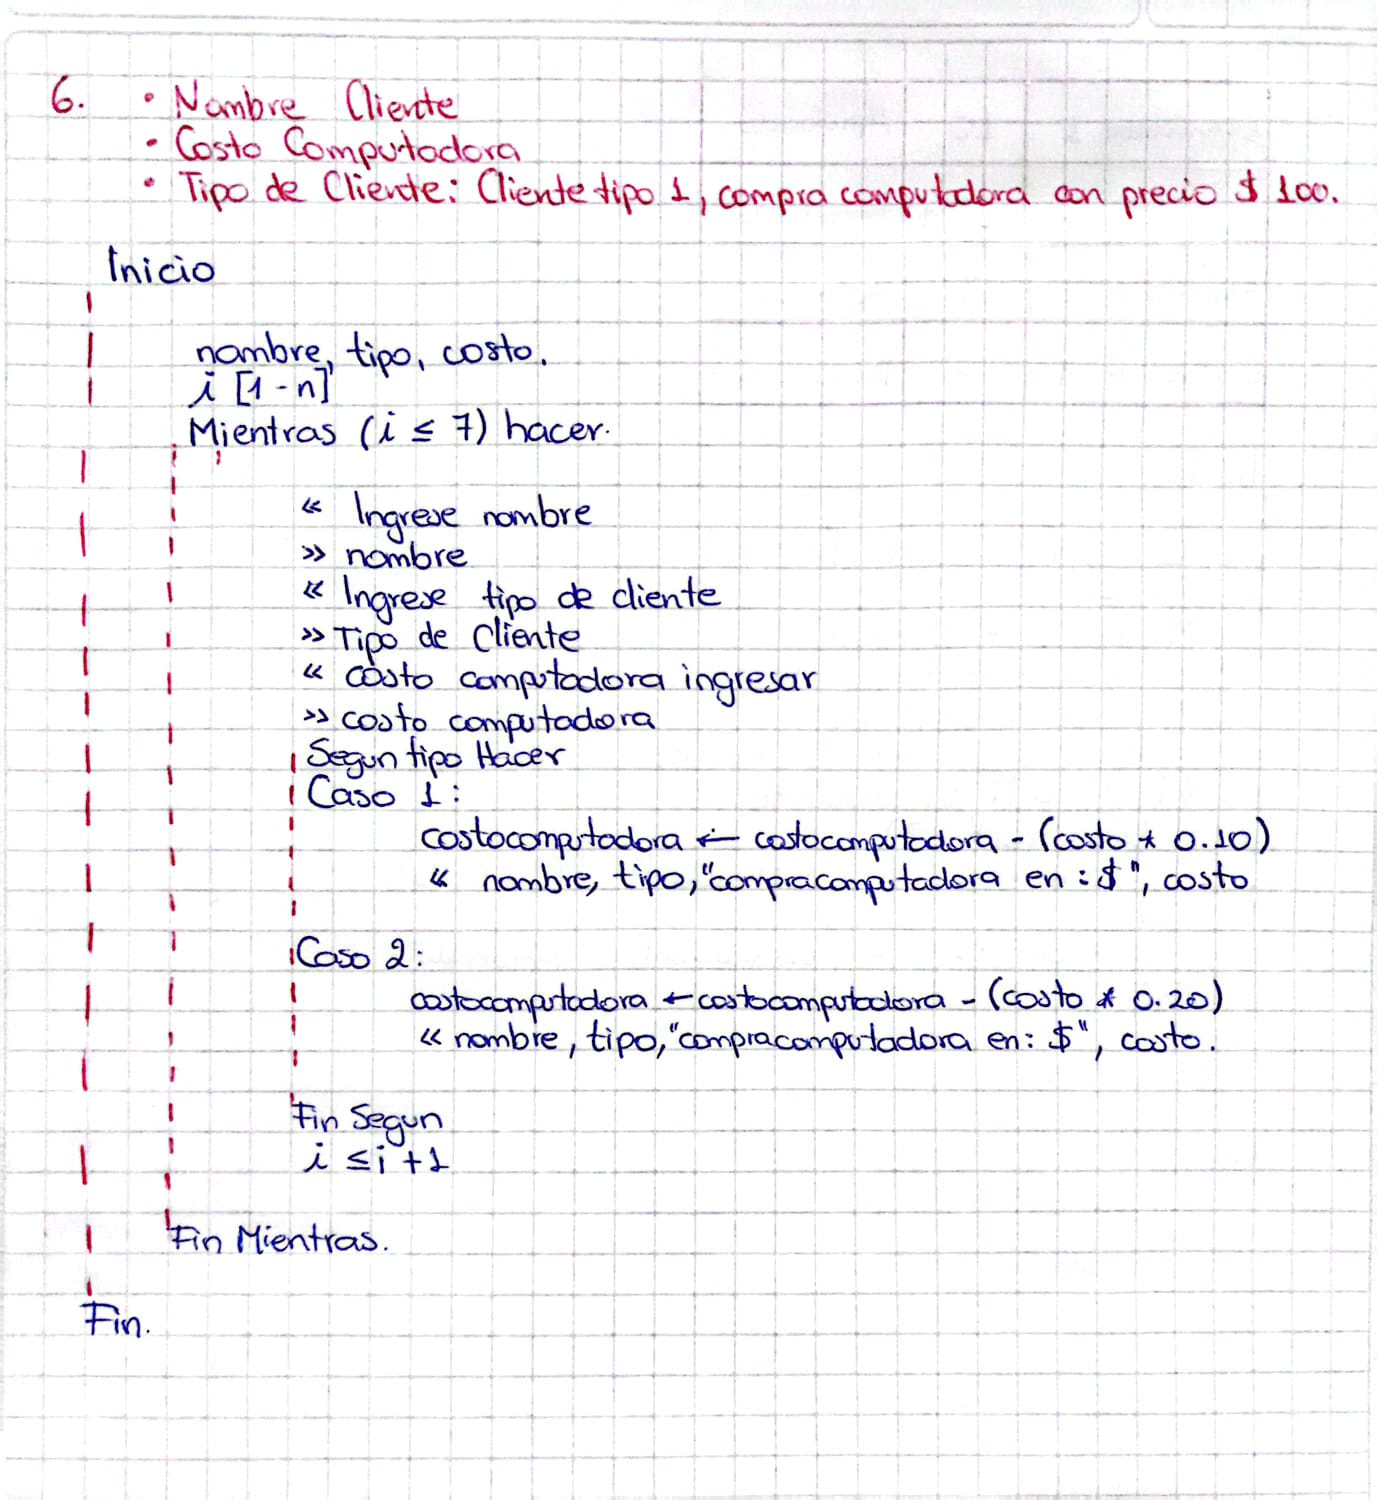 6. • Nombre Cliente
• Costo Computadora
• Tipo de Cliente: Cliente tipo 1, compra computadora con precio $ 100.
Inicio
nombre, tipo, costo.
i [1-n]
Mientras (i ≤ 7) hacer.
« Ingrese nombre
» nombre
« Ingrese tipo de cliente
» Tipo de Cliente
« costo computadora ingresar
» costo computadora
Segun tipo Hacer
Caso 1:
costocomputadora ← costocomputadora - (costo * 0.10)
« nombre, tipo, "compracomputadora en : $", costo
Caso 2:
costocomputadora ← costocomputadora - (costo * 0.20)
« nombre, tipo, "compracomputadora en: $", costo.
Fin Segun
i ≤ i + 1
Fin Mientras.
Fin.